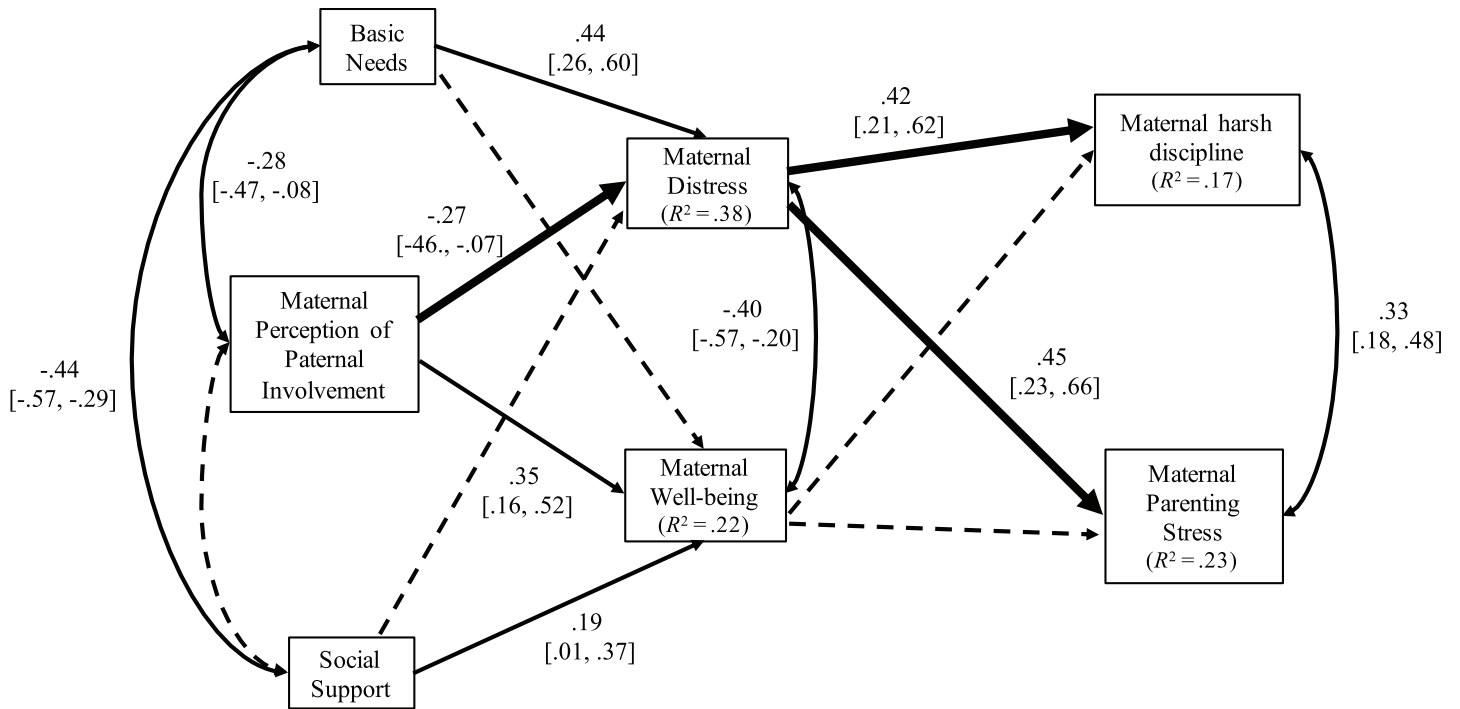 Basic
Needs
.44
[.26, .60]
.42
[.21, .62]
Maternal harsh
discipline
(R² = .17)
-.28
[-.47, -.08]
Maternal
Distress
(R² = .38)
-.27
[-46., -.07]
Maternal
Perception of
Paternal
Involvement
-.40
[-.57, -.20]
.33
[.18, .48]
-.44
[-.57, -.29]
.45
[.23, .66]
.35
[.16, .52]
Maternal
Well-being
(R² = .22)
Maternal
Parenting
Stress
(R² = .23)
.19
[.01, .37]
Social
Support